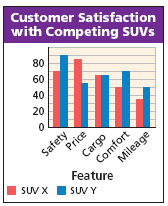 Customer Satisfaction
with Competing SUVs
80
60
40
20
0
Safety
Price
Cargo
Comfort
Mileage
Feature
SUV X
SUV Y